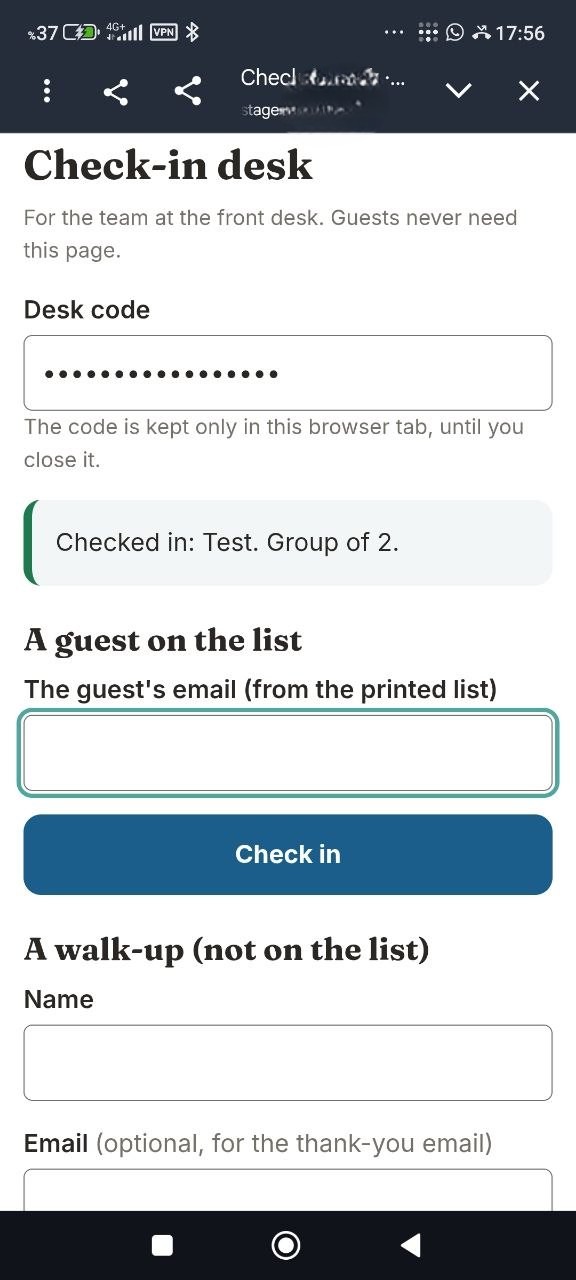 %37 4G+ VPN 17:56
Check-in desk
For the team at the front desk. Guests never need
this page.
Desk code
•••••••••••••••••
The code is kept only in this browser tab, until you
close it.
Checked in: Test. Group of 2.
A guest on the list
The guest's email (from the printed list)
Check in
A walk-up (not on the list)
Name
Email (optional, for the thank-you email)